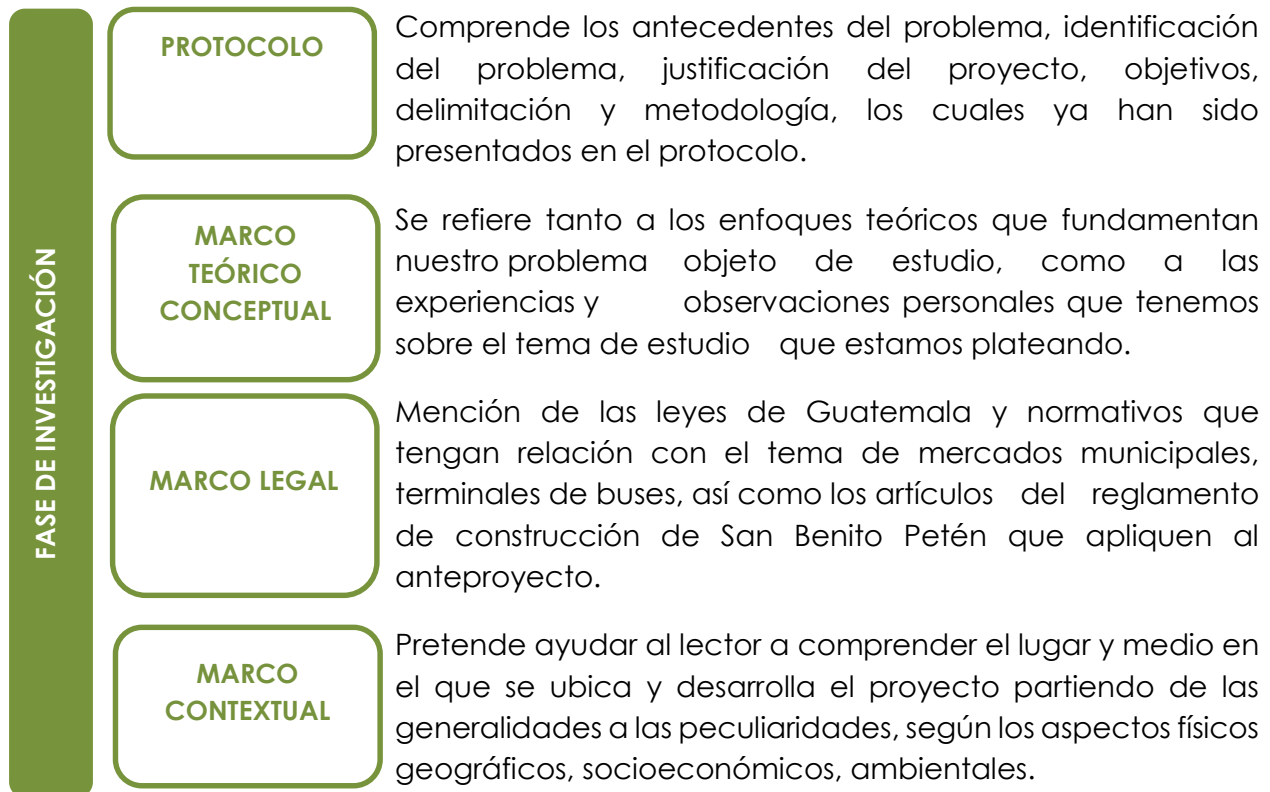 FASE DE INVESTIGACIÓN
PROTOCOLO
Comprende los antecedentes del problema, identificación
del problema, justificación del proyecto, objetivos,
delimitación y metodología, los cuales ya han sido
presentados en el protocolo.
MARCO
TEÓRICO
CONCEPTUAL
Se refiere tanto a los enfoques teóricos que fundamentan
nuestro problema objeto de estudio, como a las
experiencias y observaciones personales que tenemos
sobre el tema de estudio que estamos plateando.
MARCO LEGAL
Mención de las leyes de Guatemala y normativos que
tengan relación con el tema de mercados municipales,
terminales de buses, así como los artículos del reglamento
de construcción de San Benito Petén que apliquen al
anteproyecto.
MARCO
CONTEXTUAL
Pretende ayudar al lector a comprender el lugar y medio en
el que se ubica y desarrolla el proyecto partiendo de las
generalidades a las peculiaridades, según los aspectos físicos
geográficos, socioeconómicos, ambientales.